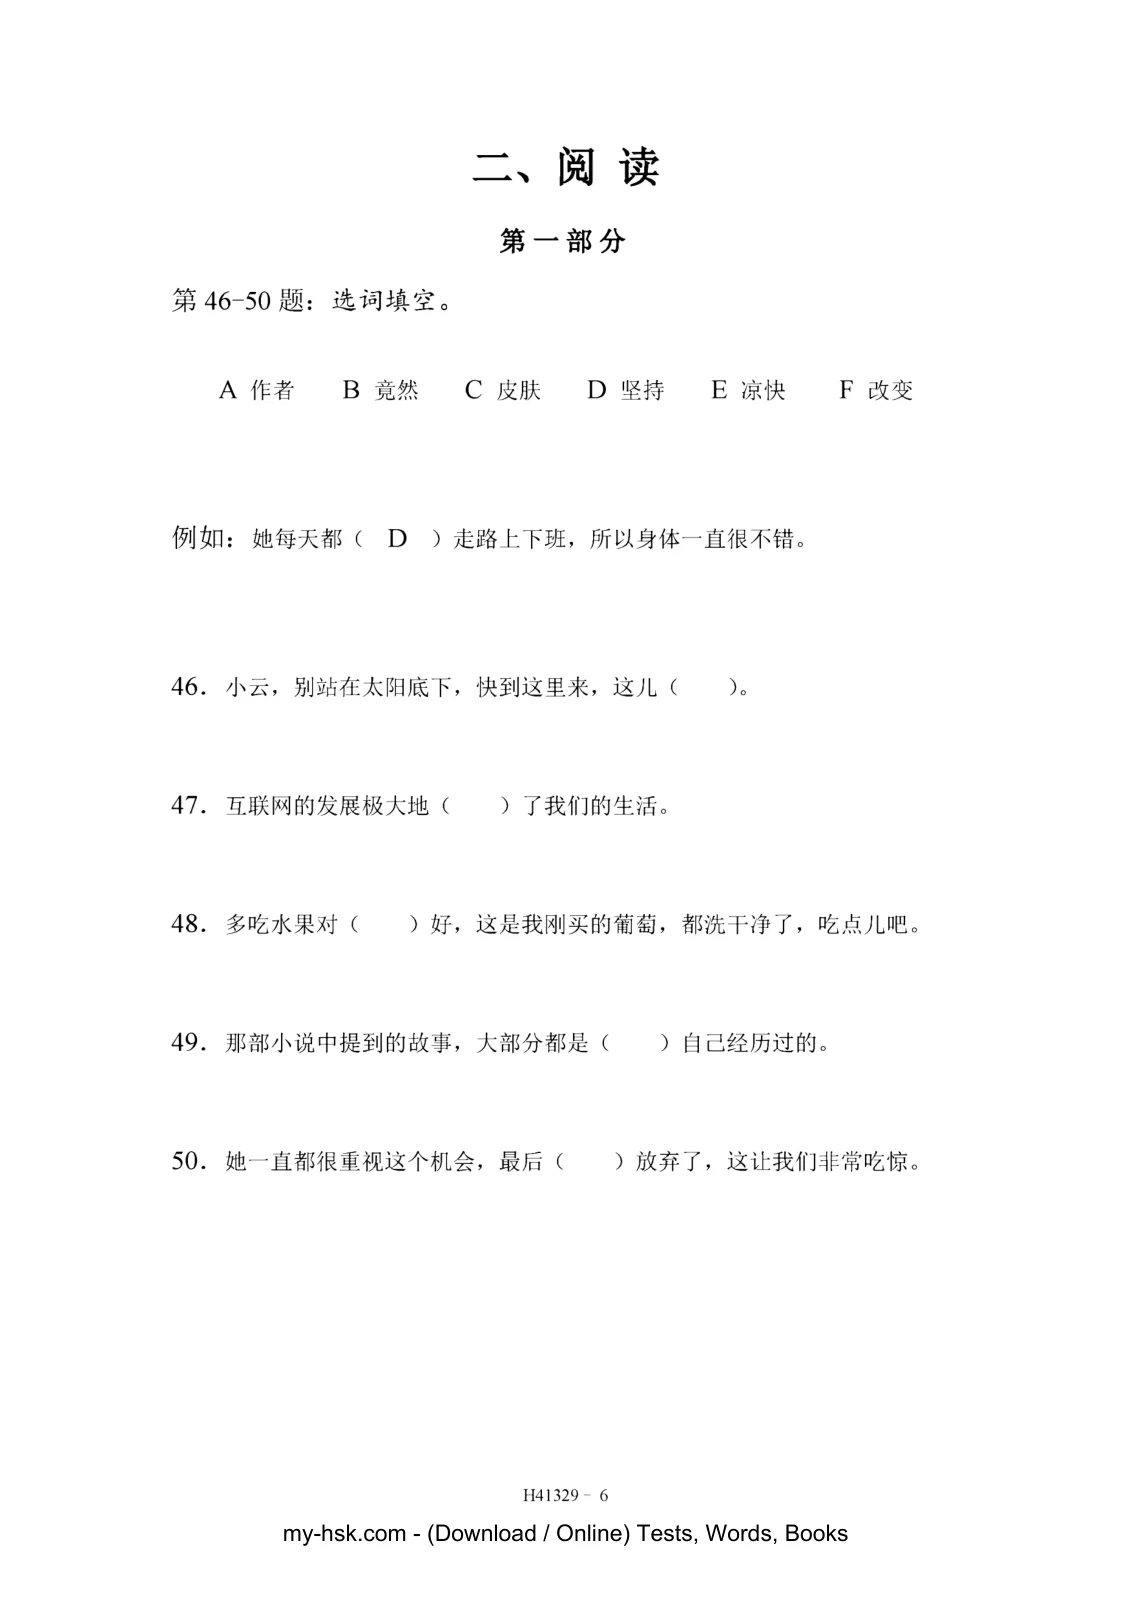 二、阅 读
第一部分
第 46-50 题：选词填空。
A 作者 B 竟然 C 皮肤 D 坚持 E 凉快 F 改变
例如：她每天都（ D ）走路上下班，所以身体一直很不错。
46．小云，别站在太阳底下，快到这里来，这儿（ ）。
47．互联网的发展极大地（ ）了我们的生活。
48．多吃水果对（ ）好，这是我刚买的葡萄，都洗干净了，吃点儿吧。
49．那部小说中提到的故事，大部分都是（ ）自己经历过的。
50．她一直都很重视这个机会，最后（ ）放弃了，这让我们非常吃惊。
H41329－ 6
my-hsk.com - (Download / Online) Tests, Words, Books